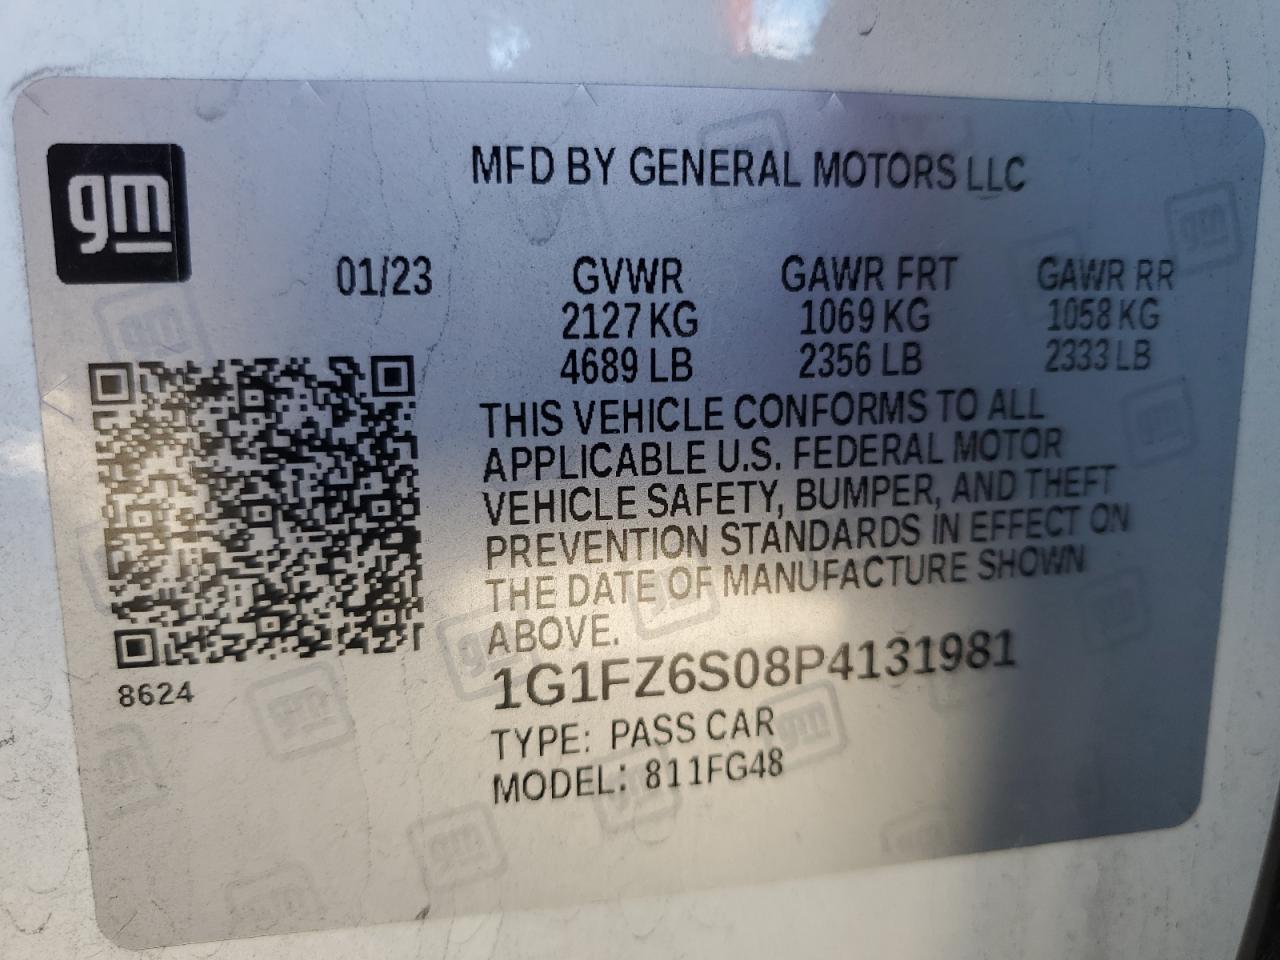 gm
MFD BY GENERAL MOTORS LLC
01/23
GVWR GAWR FRT GAWR RR
2127 KG 1069 KG 1058 KG
4689 LB 2356 LB 2333 LB
THIS VEHICLE CONFORMS TO ALL
APPLICABLE U.S. FEDERAL MOTOR
VEHICLE SAFETY, BUMPER, AND THEFT
PREVENTION STANDARDS IN EFFECT ON
THE DATE OF MANUFACTURE SHOWN
ABOVE.
1G1FZ6S08P4131981
8624
TYPE: PASS CAR
MODEL: 811FG48